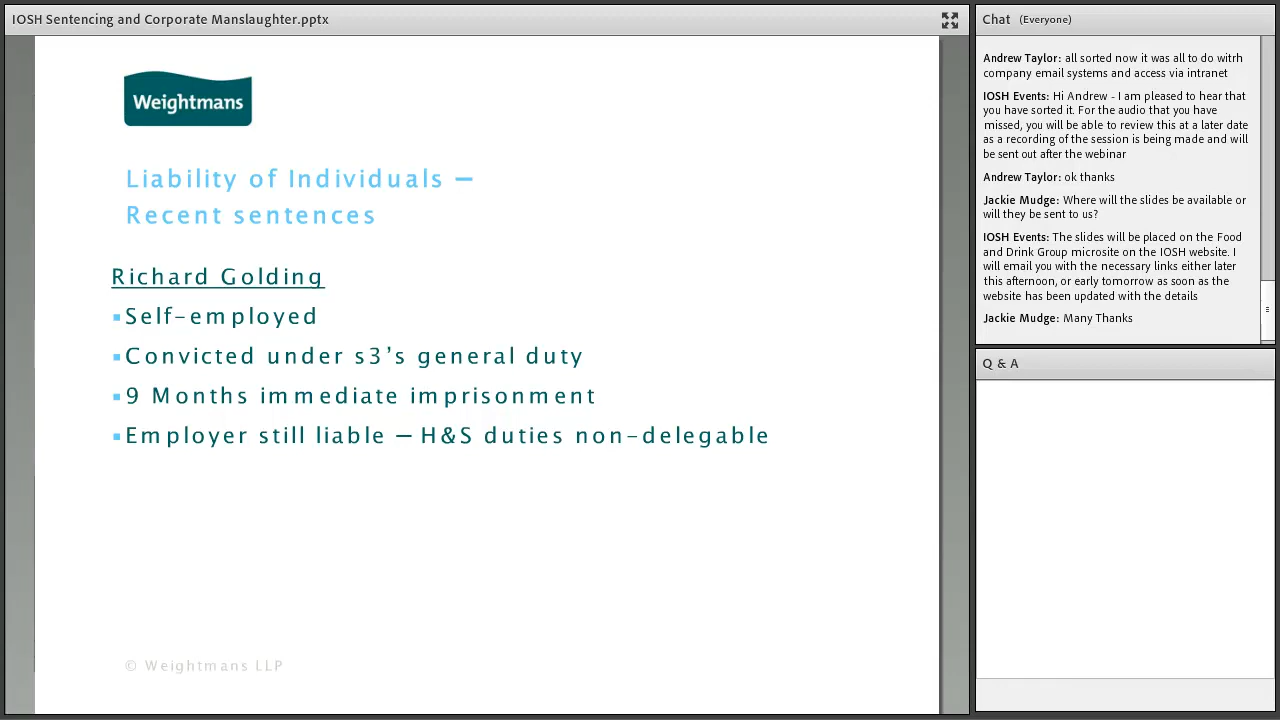 IOSH Sentencing and Corporate Manslaughter.pptx
Weightmans
Liability of Individuals –
Recent sentences
Richard Golding
Self-employed
Convicted under s3’s general duty
9 Months immediate imprisonment
Employer still liable – H&S duties non-delegable
© Weightmans LLP
Chat (Everyone)
Andrew Taylor: all sorted now it was all to do witrh
company email systems and access via intranet
IOSH Events: Hi Andrew - I am pleased to hear that
you have sorted it. For the audio that you have
missed, you will be able to review this at a later date
as a recording of the session is being made and will
be sent out after the webinar
Andrew Taylor: ok thanks
Jackie Mudge: Where will the slides be available or
will they be sent to us?
IOSH Events: The slides will be placed on the Food
and Drink Group microsite on the IOSH website. I
will email you with the necessary links either later
this afternoon, or early tomorrow as soon as the
website has been updated with the details
Jackie Mudge: Many Thanks
Q & A